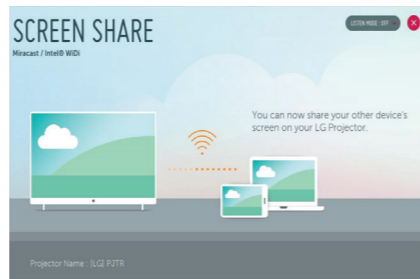 SCREEN SHARE
LISTEN MODE : OFF
Miracast / Intel® WiDi
You can now share your other device's
screen on your LG Projector.
Projector Name : [LG] PJTR